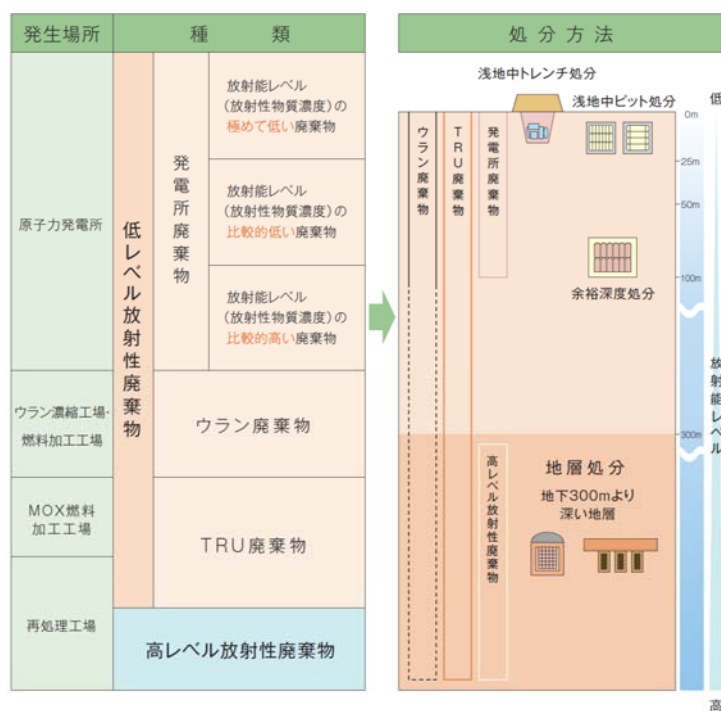 発生場所
種 類
処分方法
原子力発電所
低レベル放射性廃棄物
発電所廃棄物
放射能レベル
(放射性物質濃度)の
極めて低い廃棄物
放射能レベル
(放射性物質濃度)の
比較的低い廃棄物
放射能レベル
(放射性物質濃度)の
比較的高い廃棄物
ウラン濃縮工場・
燃料加工工場
ウラン廃棄物
MOX燃料
加工工場
TRU廃棄物
再処理工場
高レベル放射性廃棄物
浅地中トレンチ処分
浅地中ピット処分
低
0m
ウラン廃棄物
TRU廃棄物
発電所廃棄物
25m
50m
100m
余裕深度処分
放射能レベル
300m
高レベル放射性廃棄物
地層処分
地下300mより
深い地層
高